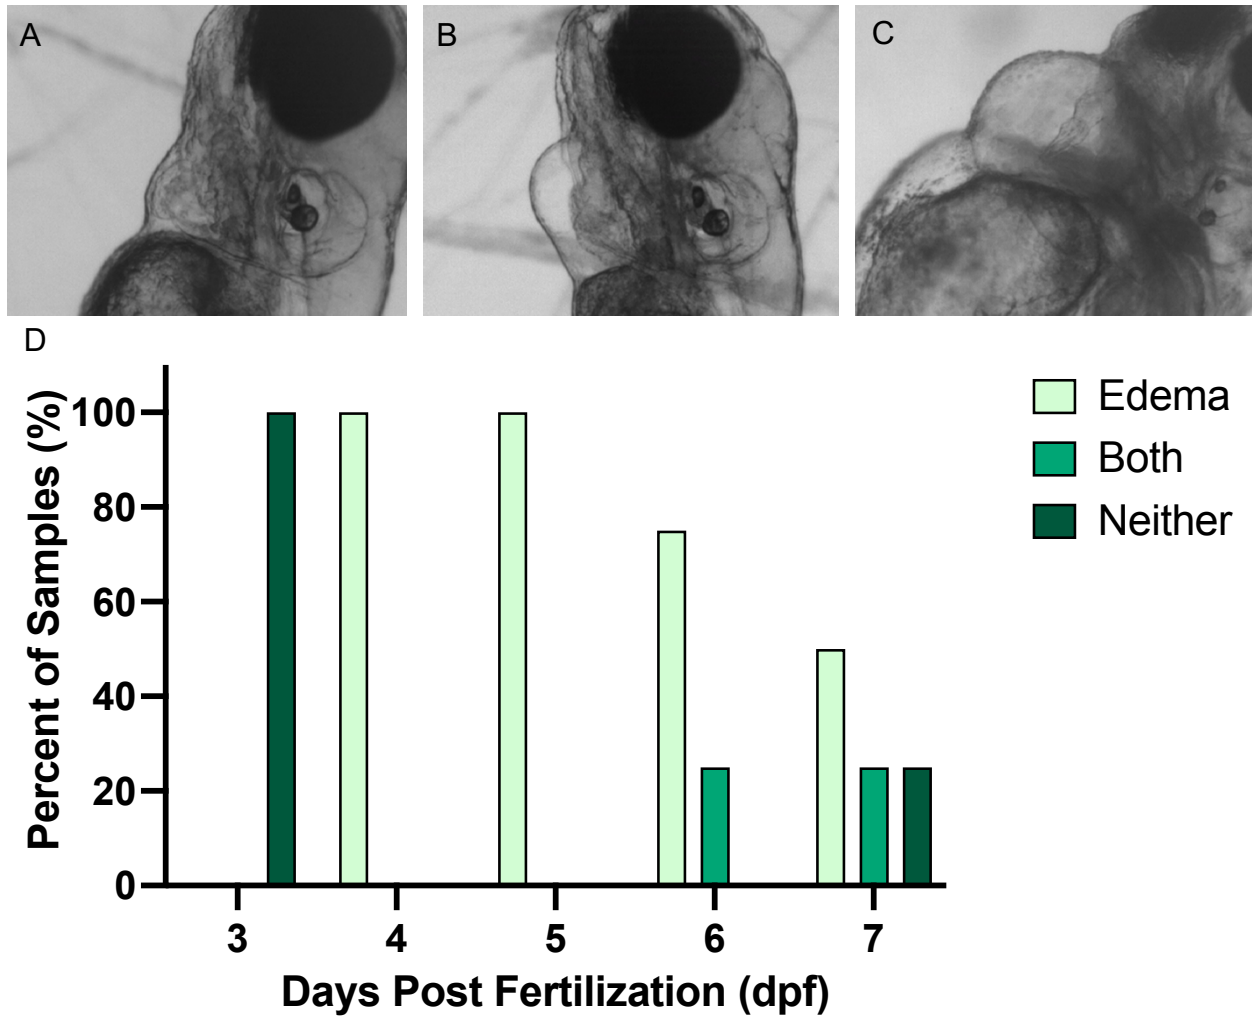 A
B
C
D
Percent of Samples (%)
100
80
60
40
20
0
3 4 5 6 7
Days Post Fertilization (dpf)
Edema
Both
Neither